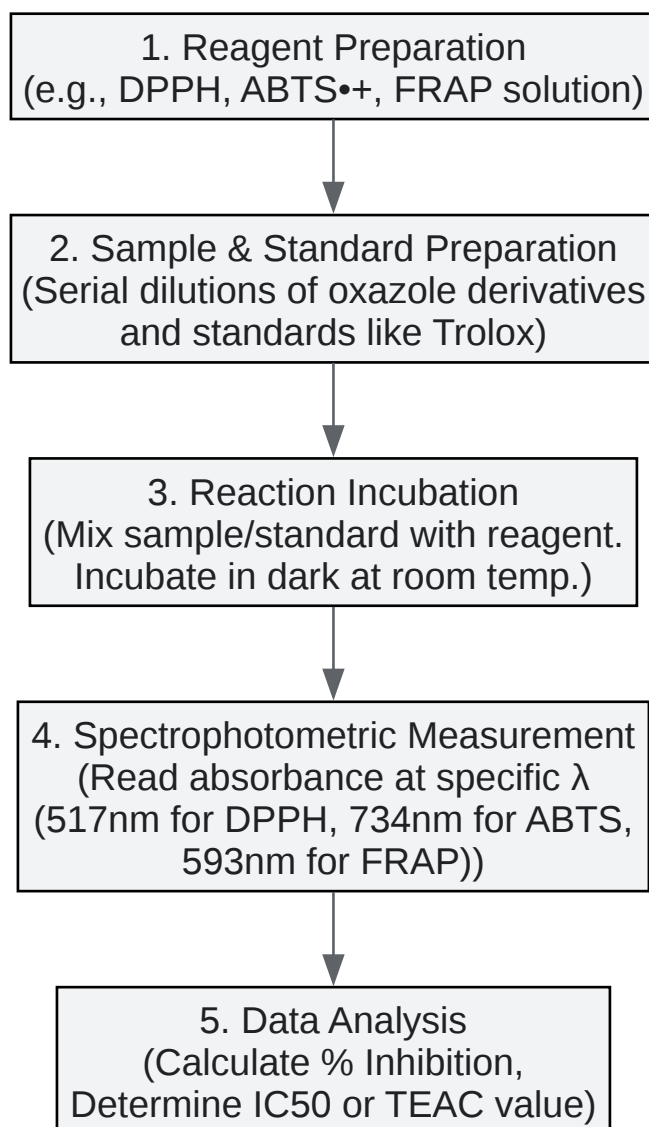 1. Reagent Preparation
(e.g., DPPH, ABTS•+, FRAP solution)
2. Sample & Standard Preparation
(Serial dilutions of oxazole derivatives
and standards like Trolox)
3. Reaction Incubation
(Mix sample/standard with reagent.
Incubate in dark at room temp.)
4. Spectrophotometric Measurement
(Read absorbance at specific λ
(517nm for DPPH, 734nm for ABTS,
593nm for FRAP))
5. Data Analysis
(Calculate % Inhibition,
Determine IC50 or TEAC value)